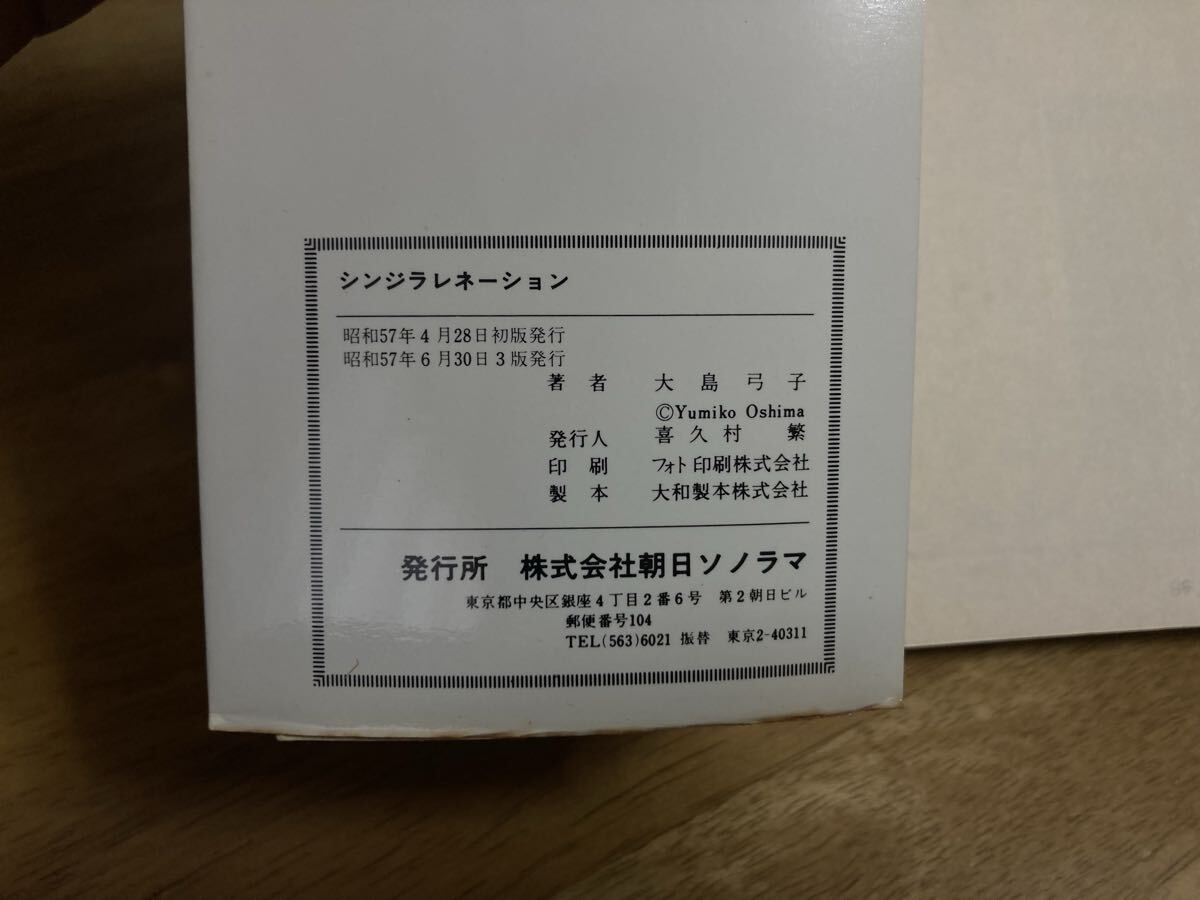 シンジラレネーション
昭和57年4月28日初版発行
昭和57年6月30日3版発行
著者 大島弓子
©Yumiko Oshima
発行人 喜久村 繁
印刷 フォト印刷株式会社
製本 大和製本株式会社
発行所 株式会社朝日ソノラマ
東京都中央区銀座4丁目2番6号 第2朝日ビル
郵便番号104
TEL(563)6021 振替 東京2-40311